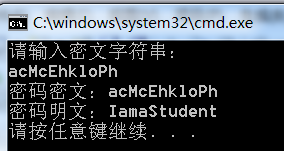 C:\windows\system32\cmd.exe
请输入密文字符串:
acMcEhkloPh
密码密文: acMcEhkloPh
密码明文: IamaStudent
请按任意键继续. . .